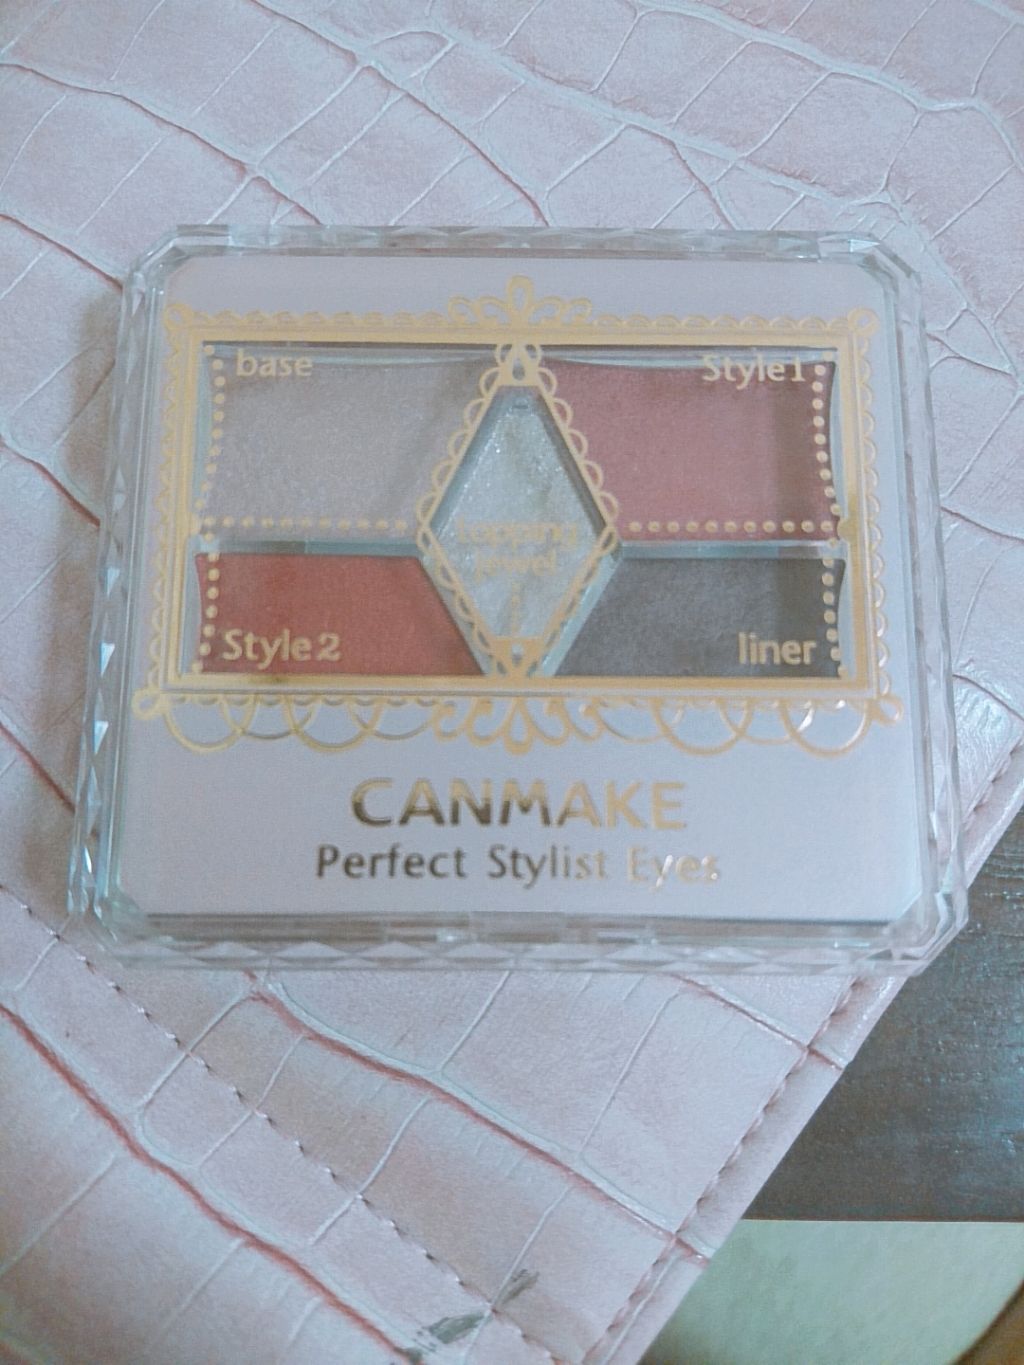 base
Style1
topping
jewel
Style2
liner
CANMAKE
Perfect Stylist Eyes